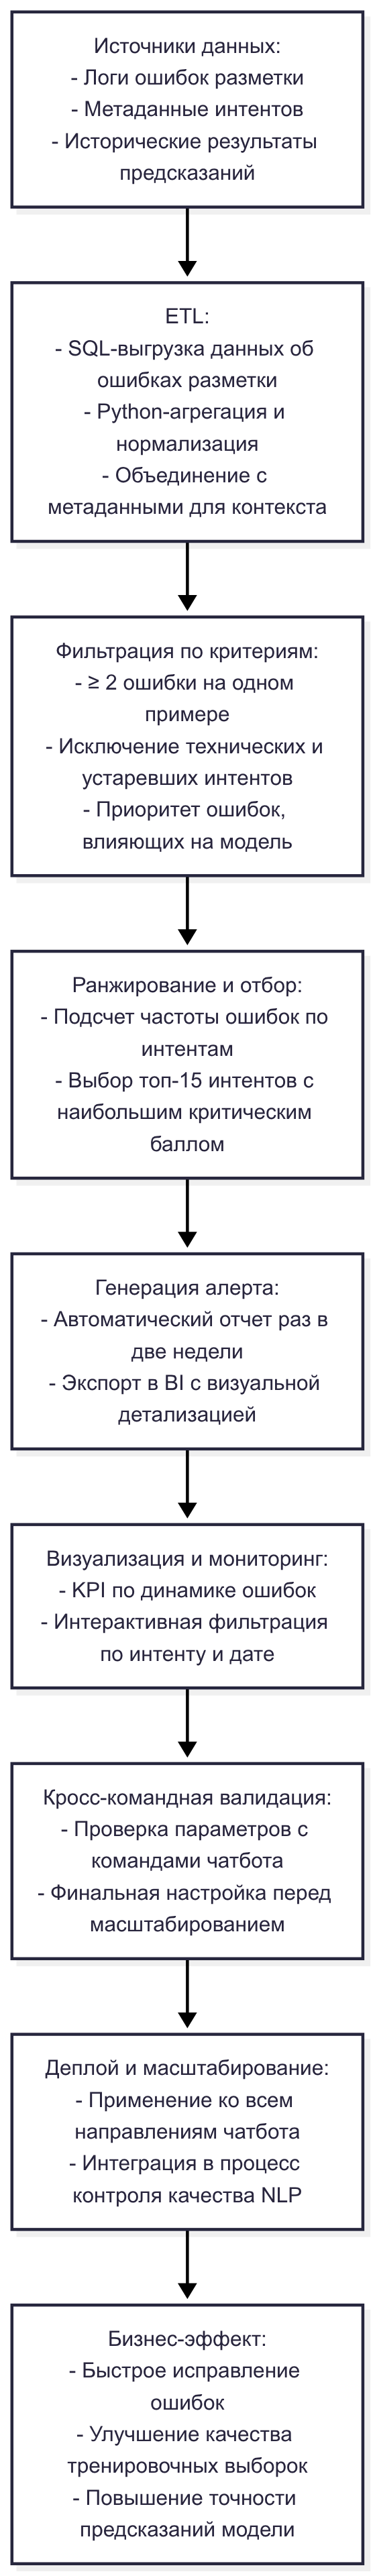 Источники данных:
- Логи ошибок разметки
- Метаданные интентов
- Исторические результаты
предсказаний
ETL:
- SQL-выгрузка данных об
ошибках разметки
- Python-агрегация и
нормализация
- Объединение с
метаданными для контекста
Фильтрация по критериям:
- ≥ 2 ошибки на одном
примере
- Исключение технических и
устаревших интентов
- Приоритет ошибок,
влияющих на модель
Ранжирование и отбор:
- Подсчет частоты ошибок по
интентам
- Выбор топ-15 интентов с
наибольшим критическим
баллом
Генерация алерта:
- Автоматический отчет раз в
две недели
- Экспорт в BI с визуальной
детализацией
Визуализация и мониторинг:
- KPI по динамике ошибок
- Интерактивная фильтрация
по интенту и дате
Кросс-командная валидация:
- Проверка параметров с
командами чатбота
- Финальная настройка перед
масштабированием
Деплой и масштабирование:
- Применение ко всем
направлениям чатбота
- Интеграция в процесс
контроля качества NLP
Бизнес-эффект:
- Быстрое исправление
ошибок
- Улучшение качества
тренировочных выборок
- Повышение точности
предсказаний модели